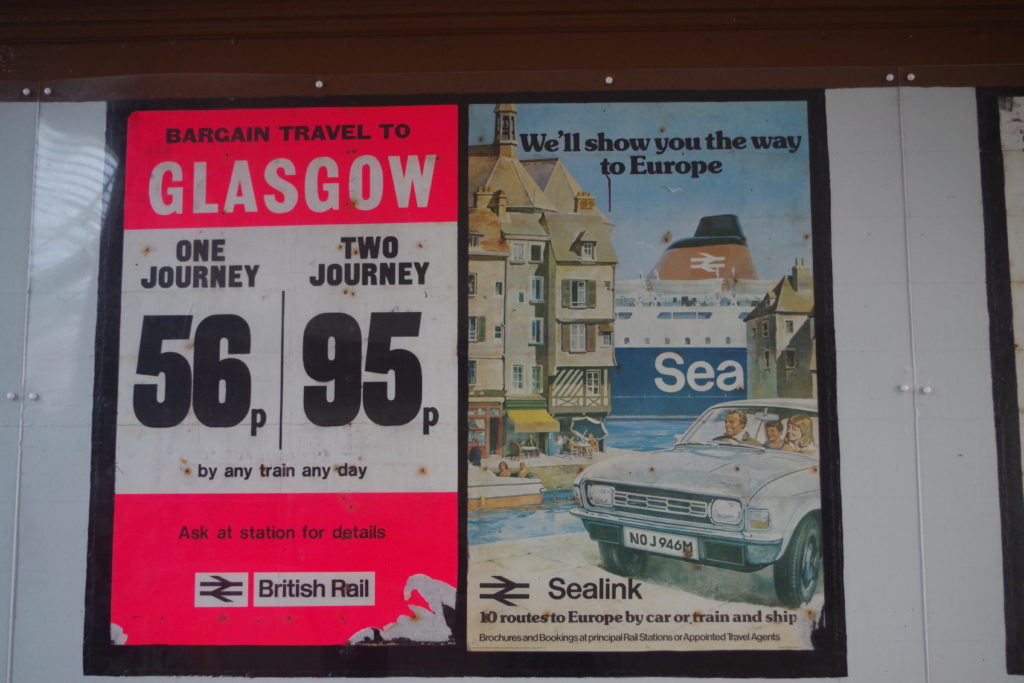 BARGAIN TRAVEL TO
GLASGOW
ONE
JOURNEY
56p
TWO
JOURNEY
95p
by any train any day
Ask at station for details
British Rail
We'll show you the way
to Europe
Sea
NOJ946M
Sealink
10 routes to Europe by car or train and ship
Brochures and Bookings at principal Rail Stations or Appointed Travel Agents